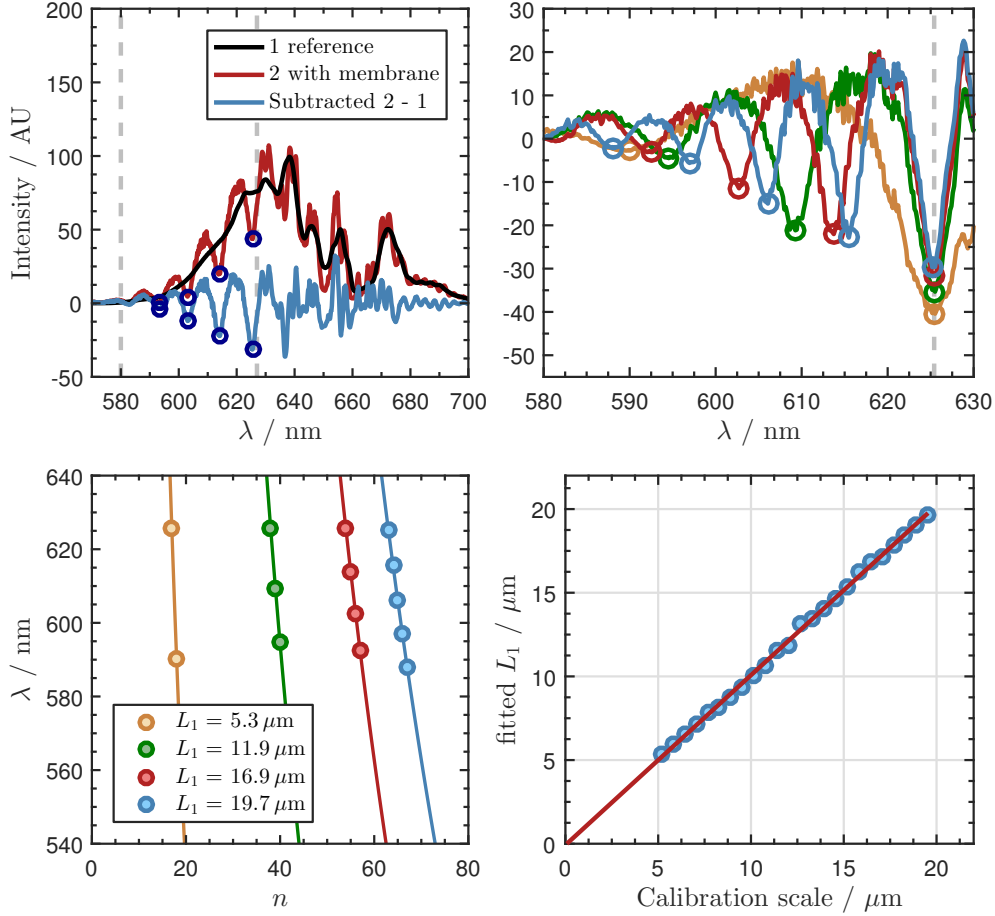 200
150
100
50
0
-50
Intensity / AU
1 reference
2 with membrane
Subtracted 2 - 1
580 600 620 640 660 680 700
λ / nm
30
20
10
0
-10
-20
-30
-40
-50
580 590 600 610 620 630
λ / nm
640
620
600
580
560
540
λ / nm
L₁ = 5.3 μm
L₁ = 11.9 μm
L₁ = 16.9 μm
L₁ = 19.7 μm
0 20 40 60 80
n
20
15
10
5
0
fitted L₁ / μm
0 5 10 15 20
Calibration scale / μm